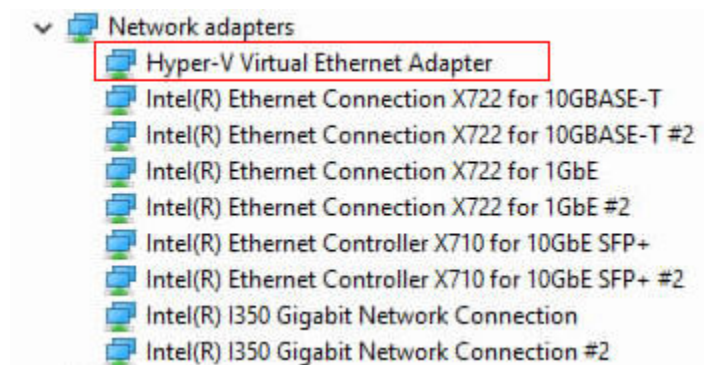 Network adapters
Hyper-V Virtual Ethernet Adapter
Intel(R) Ethernet Connection X722 for 10GBASE-T
Intel(R) Ethernet Connection X722 for 10GBASE-T #2
Intel(R) Ethernet Connection X722 for 1GbE
Intel(R) Ethernet Connection X722 for 1GbE #2
Intel(R) Ethernet Controller X710 for 10GbE SFP+
Intel(R) Ethernet Controller X710 for 10GbE SFP+ #2
Intel(R) I350 Gigabit Network Connection
Intel(R) I350 Gigabit Network Connection #2